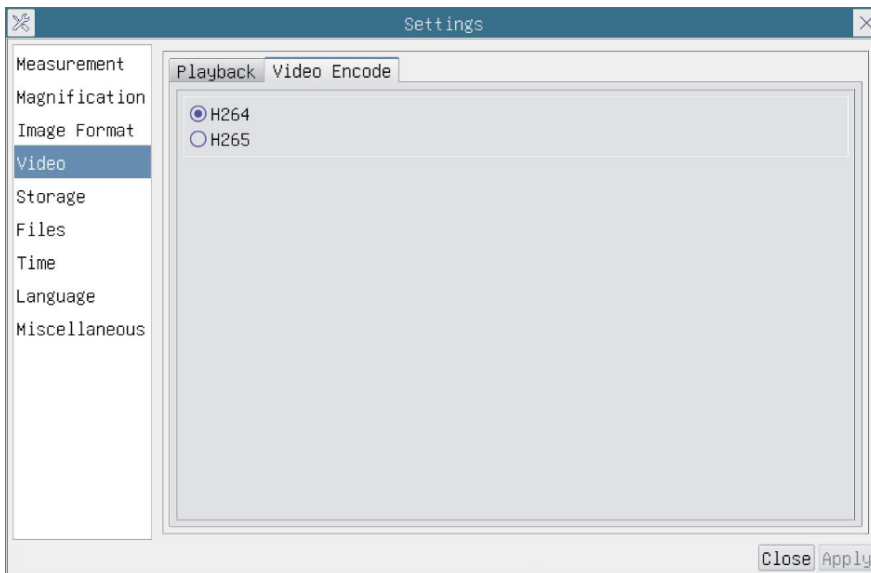 Settings
Measurement
Magnification
Image Format
Video
Storage
Files
Time
Language
Miscellaneous
Playback Video Encode
H264
H265
Close Apply